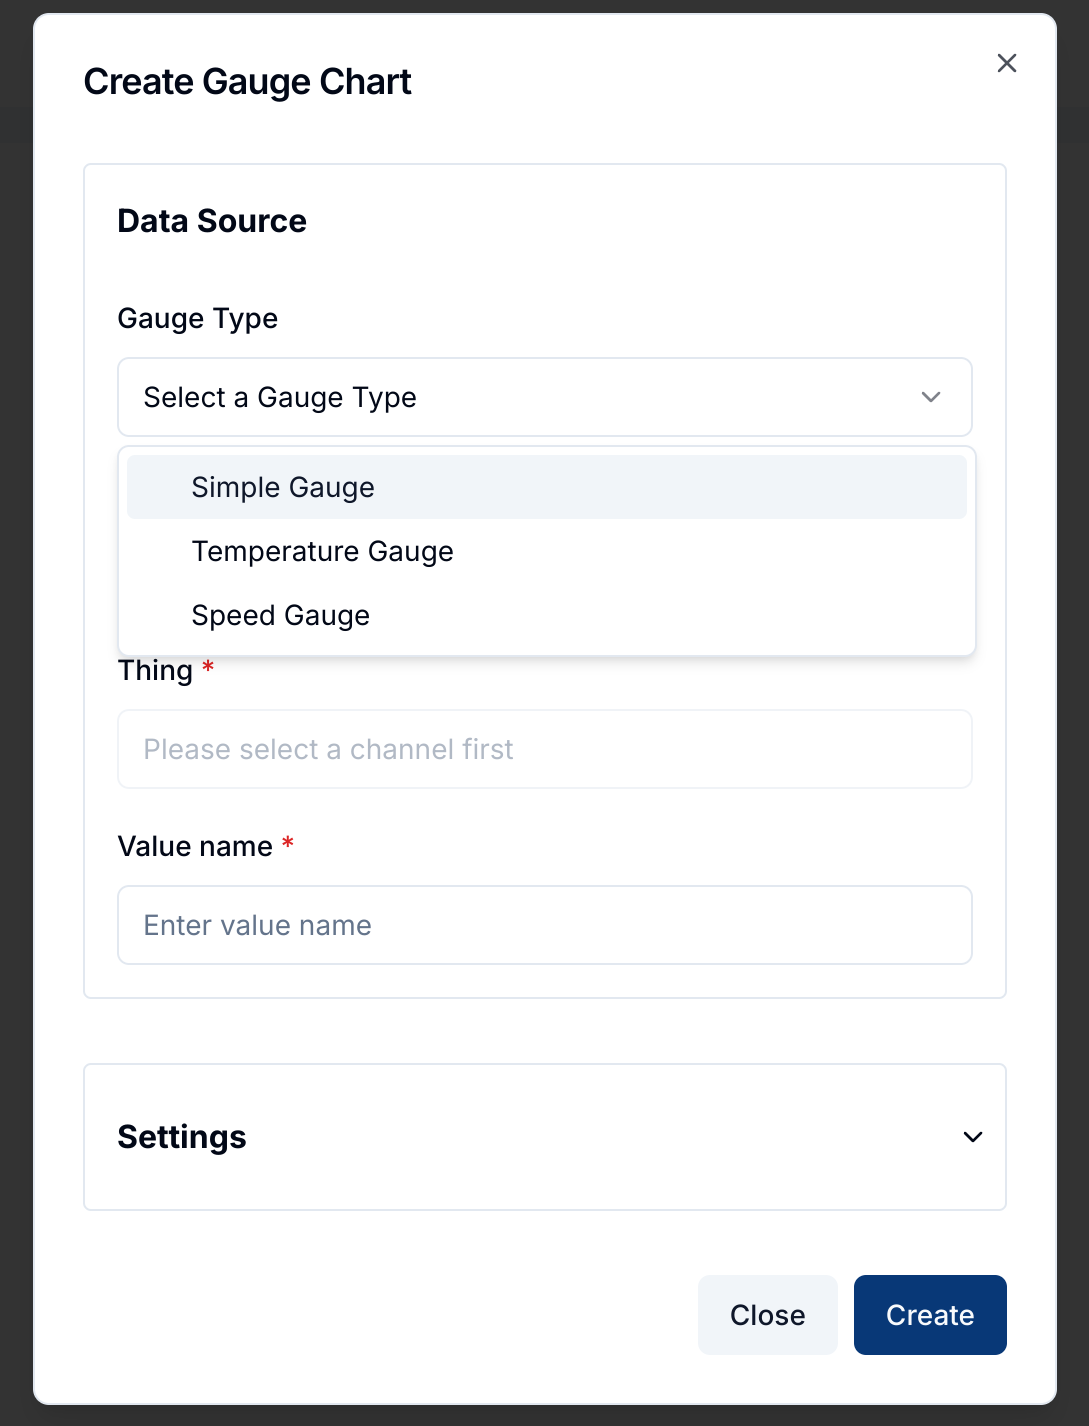 Create Gauge Chart
Data Source
Gauge Type
Select a Gauge Type
Simple Gauge
Temperature Gauge
Speed Gauge
Thing *
Please select a channel first
Value name *
Enter value name
Settings
Close
Create